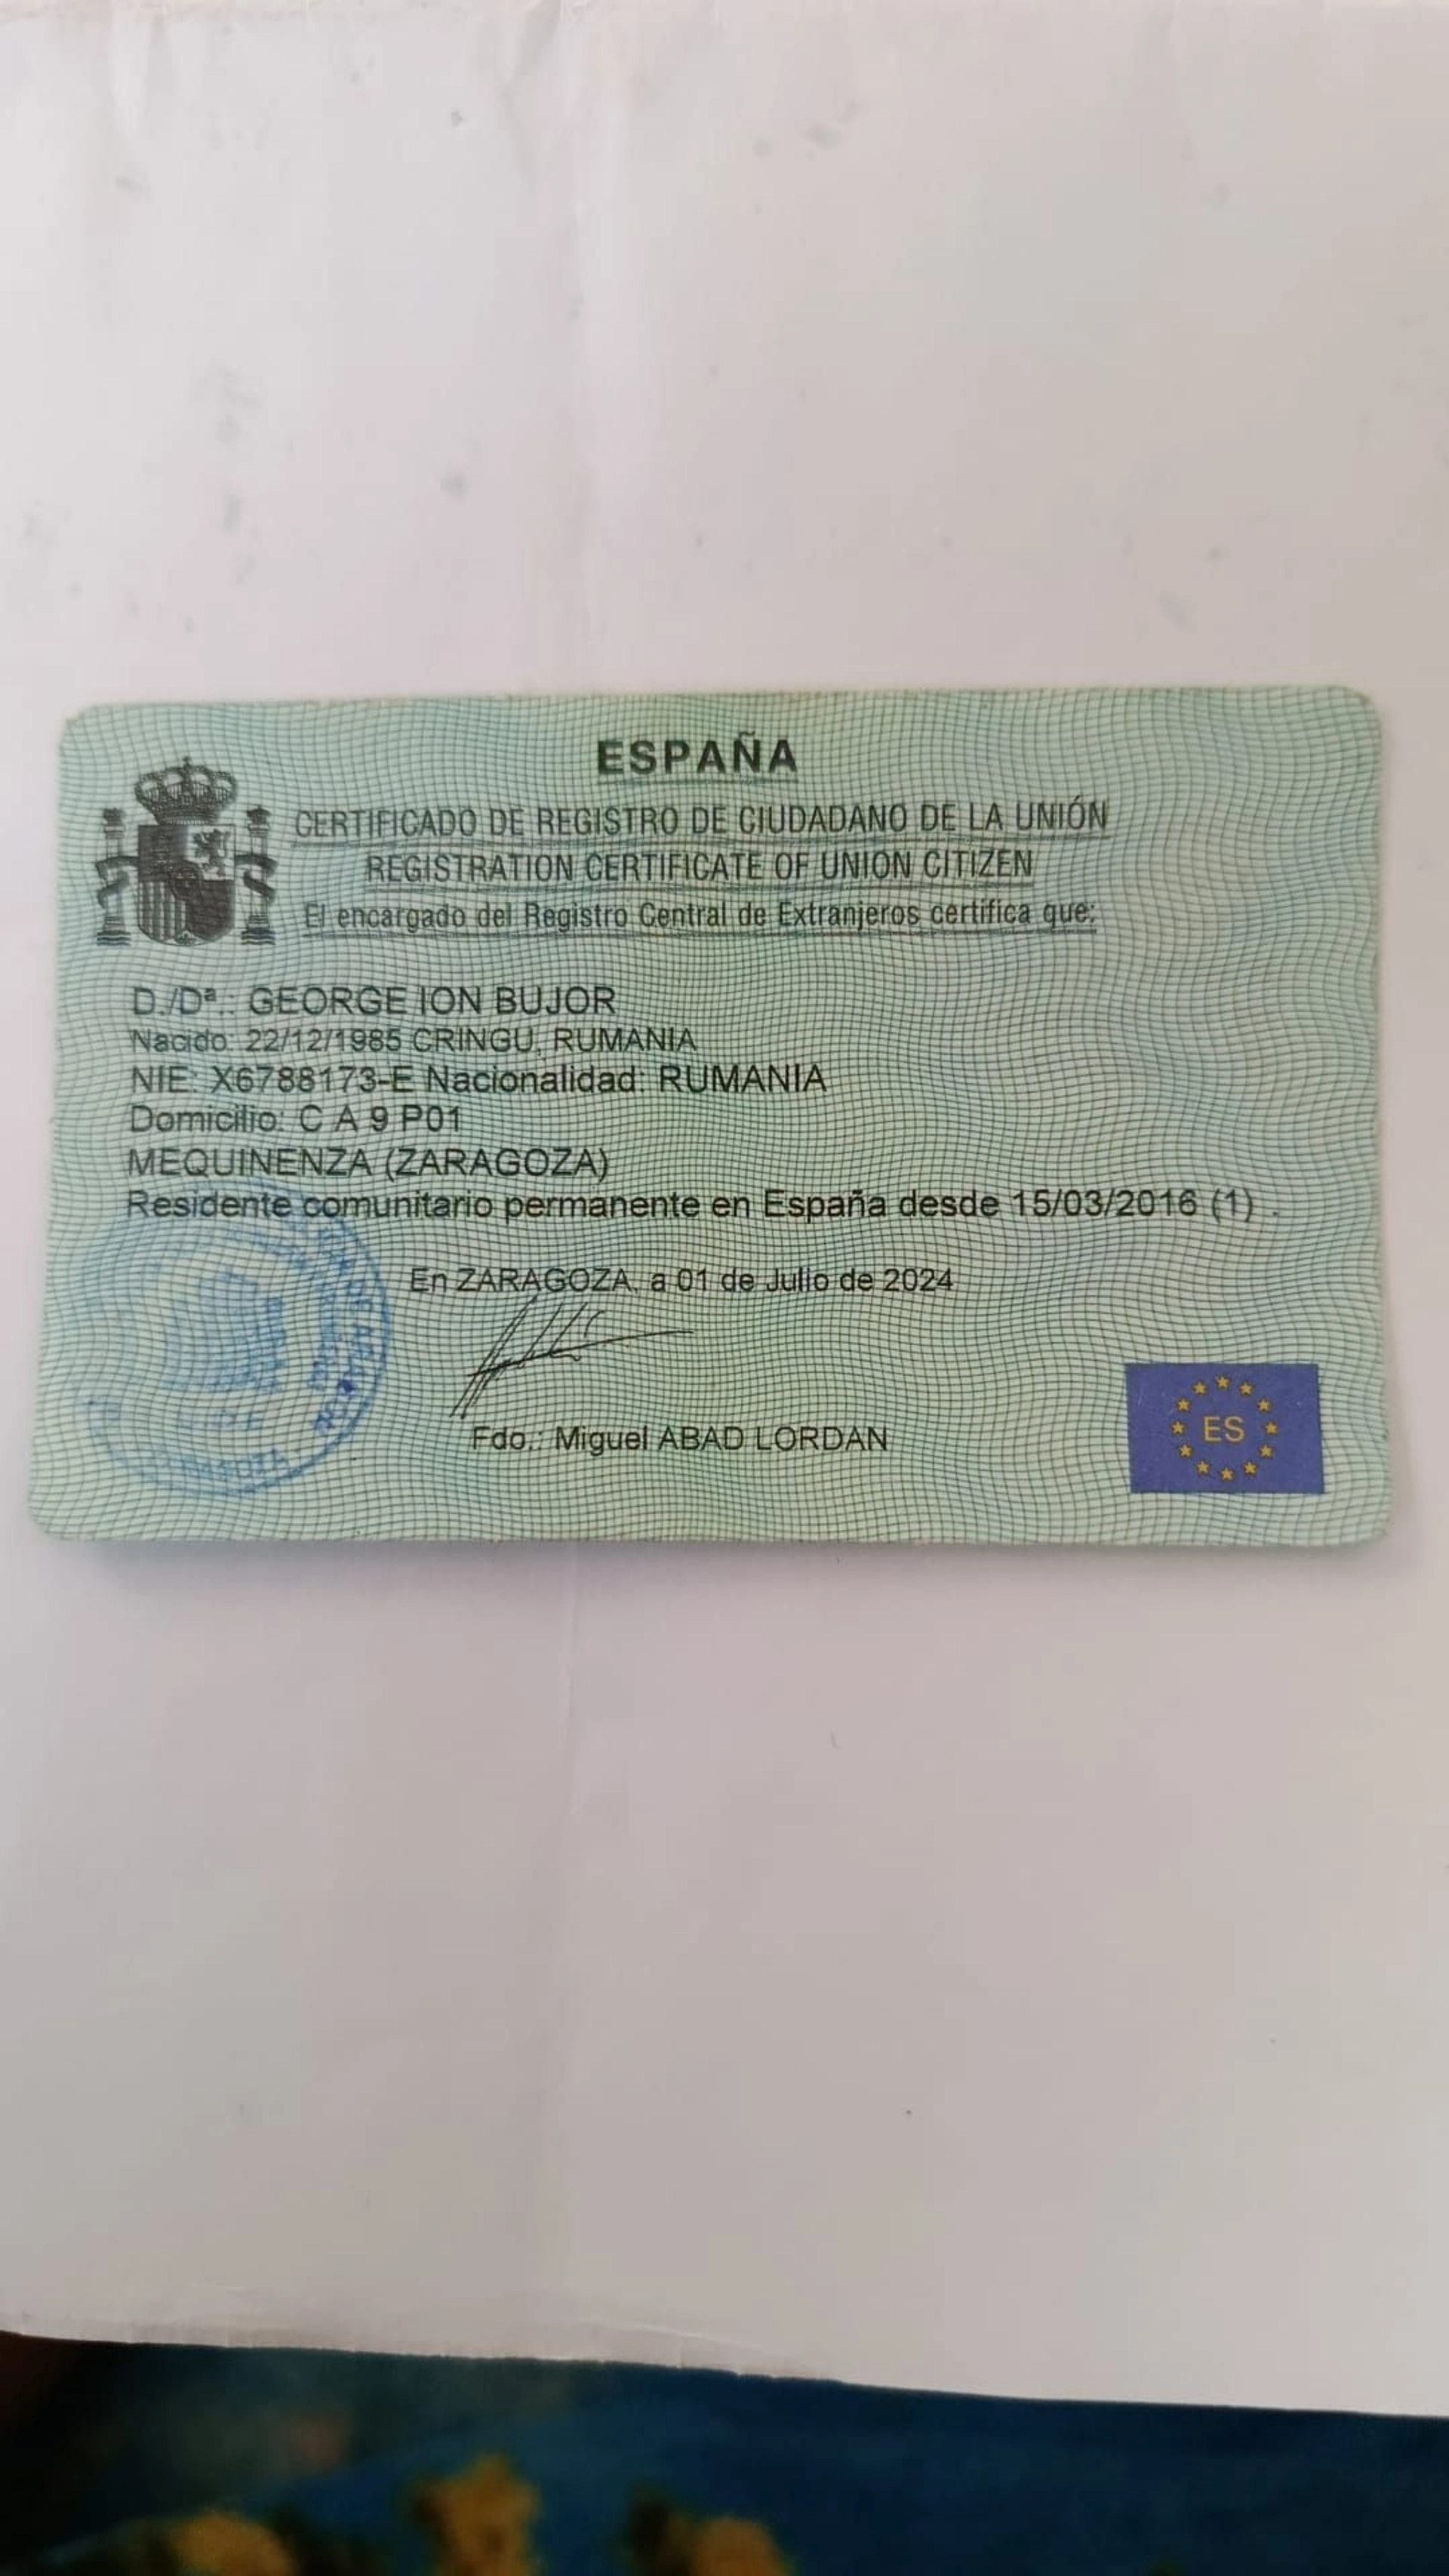 ESPAÑA
CERTIFICADO DE REGISTRO DE CIUDADANO DE LA UNIÓN
REGISTRATION CERTIFICATE OF UNION CITIZEN
El encargado del Registro Central de Extranjeros certifica que:
D./Dª.: GEORGE ION BUJOR
Nacido: 22/12/1985 CRINGU, RUMANIA
NIE: X6788173-E Nacionalidad: RUMANIA
Domicilio: C A 9 P01
MEQUINENZA (ZARAGOZA)
Residente comunitario permanente en España desde 15/03/2016 (1) .
En ZARAGOZA, a 01 de Julio de 2024
Fdo.: Miguel ABAD LORDAN
ES